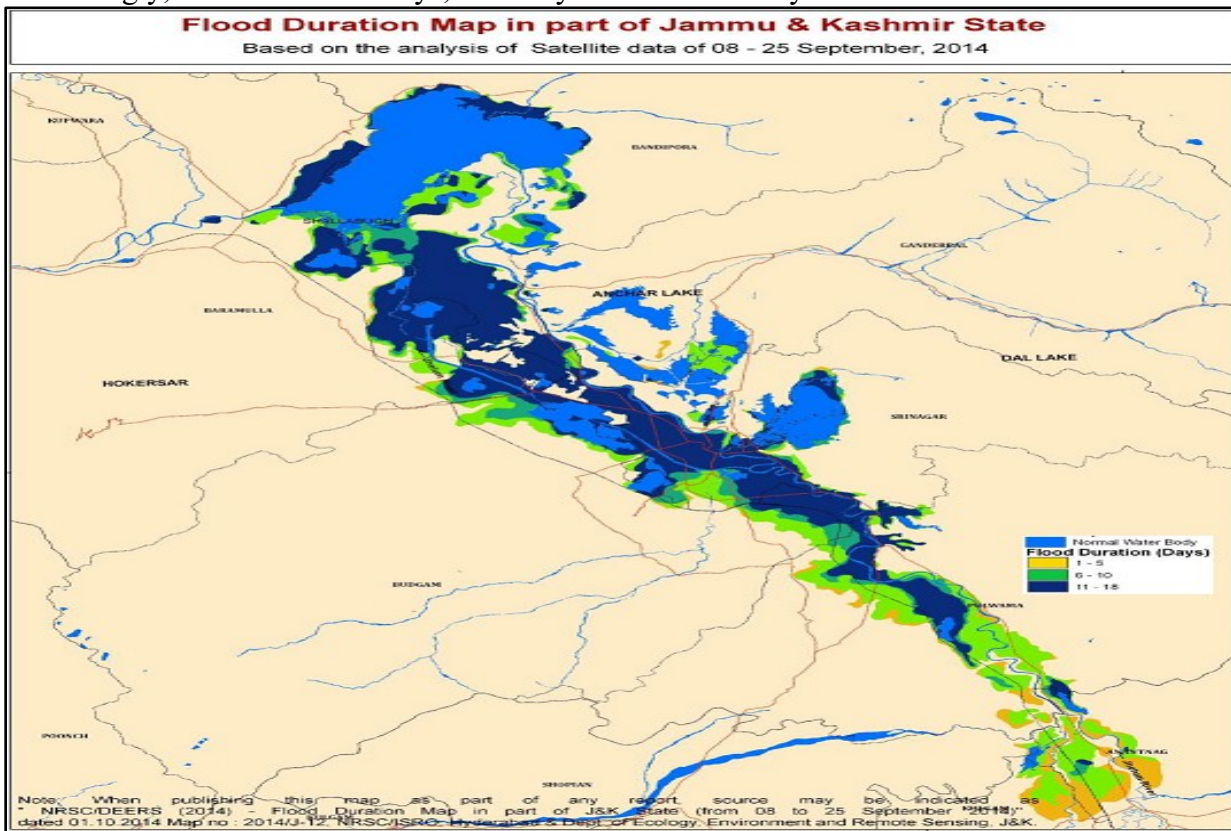 Flood Duration Map in part of Jammu & Kashmir State
Based on the analysis of Satellite data of 08 - 25 September, 2014
KUPWARA
BANDIPORA
GANDERBAL
ANCHAR LAKE
BARAMULLA
DAL LAKE
HOKERSAR
SRINAGAR
Normal Water Body
Flood Duration (Days)
1 - 5
6 - 10
11 - 18
BUDGAM
PULWAMA
POONCH
ANANTNAG
SHOPIAN
Note: When publishing this map as part of any report, source may be indicated as
" NRSC/DEERS (2014) - Flood Duration Map in part of J&K state (from 08 to 25 September 2014)"
dated 01.10.2014 Map no : 2014/J-12, NRSC/ISRO, Hyderabad & Dept. of Ecology, Environment and Remote Sensing, J&K.